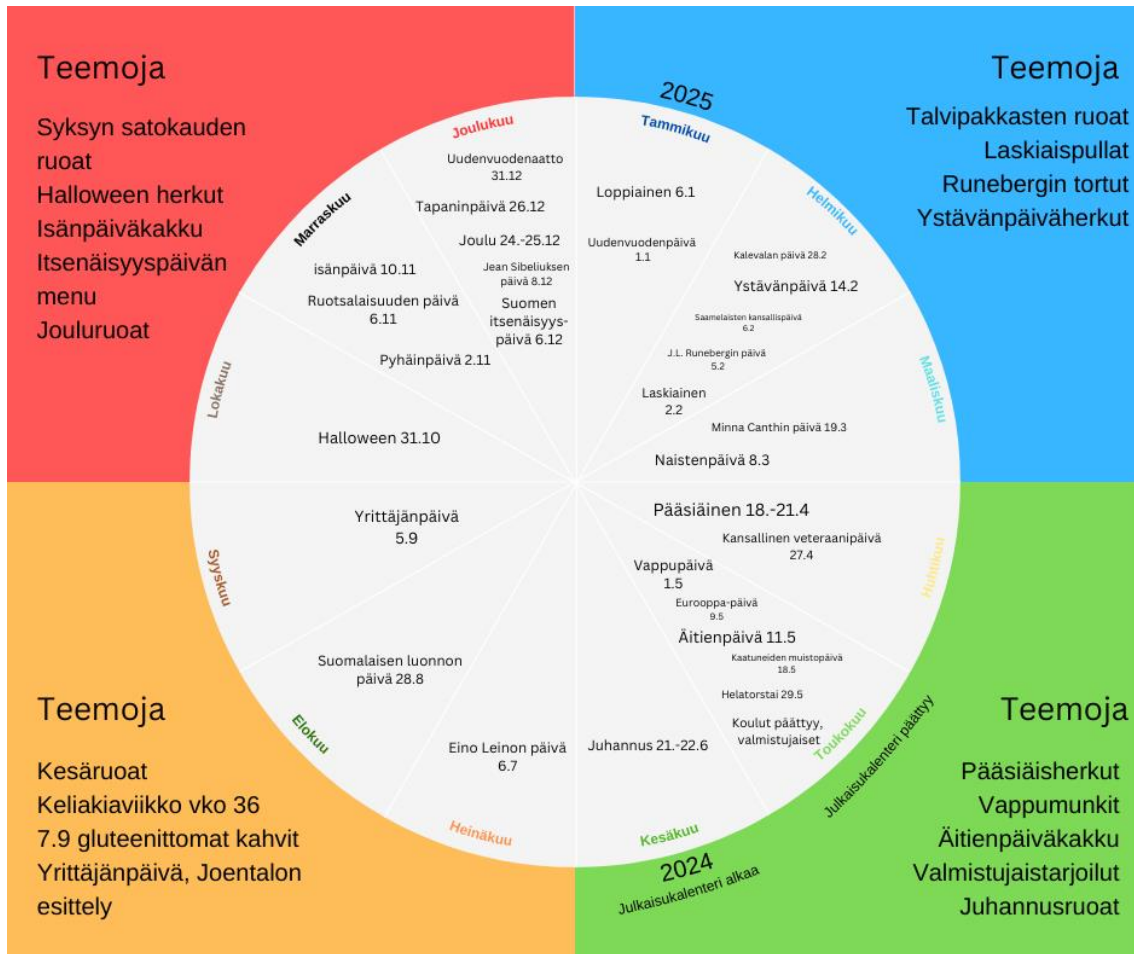 Teemoja
Syksyn satokauden
ruoat
Halloween herkut
Isänpäiväkakku
Itsenäisyyspäivän
menu
Jouluruoat
Teemoja
Talvipakkasten ruoat
Laskiaispullat
Runebergin tortut
Ystävänpäiväherkut
2025
Tammikuu
Loppiainen 6.1
Uudenvuodenpäivä
1.1
Helmikuu
Kalevalan päivä 28.2
Ystävänpäivä 14.2
Saamelaisten kansallispäivä
6.2
J.L. Runebergin päivä
5.2
Laskiainen
2.2
Maaliskuu
Minna Canthin päivä 19.3
Naistenpäivä 8.3
Huhtikuu
Pääsiäinen 18.-21.4
Kansallinen veteraanipäivä
27.4
Vappupäivä
1.5
Eurooppa-päivä
9.5
Äitienpäivä 11.5
Kaatuneiden muistopäivä
18.5
Helatorstai 29.5
Koulut päättyy,
valmistujaiset
Toukokuu
Julkaisukalenteri päättyy
Juhannus 21.-22.6
Kesäkuu
2024
Julkaisukalenteri alkaa
Eino Leinon päivä
6.7
Heinäkuu
Suomalaisen luonnon
päivä 28.8
Elokuu
Yrittäjänpäivä
5.9
Syyskuu
Halloween 31.10
Lokakuu
Marraskuu
isänpäivä 10.11
Ruotsalaisuuden päivä
6.11
Pyhäinpäivä 2.11
Joulukuu
Uudenvuodenaatto
31.12
Tapaninpäivä 26.12
Joulu 24.-25.12
Jean Sibeliuksen
päivä 8.12
Suomen
itsenäisyys-
päivä 6.12
Teemoja
Kesäruoat
Keliakiaviikko vko 36
7.9 gluteenittomat kahvit
Yrittäjänpäivä, Joentalon
esittely
Teemoja
Pääsiäisherkut
Vappumunkit
Äitienpäiväkakku
Valmistujaistarjoilut
Juhannusruoat